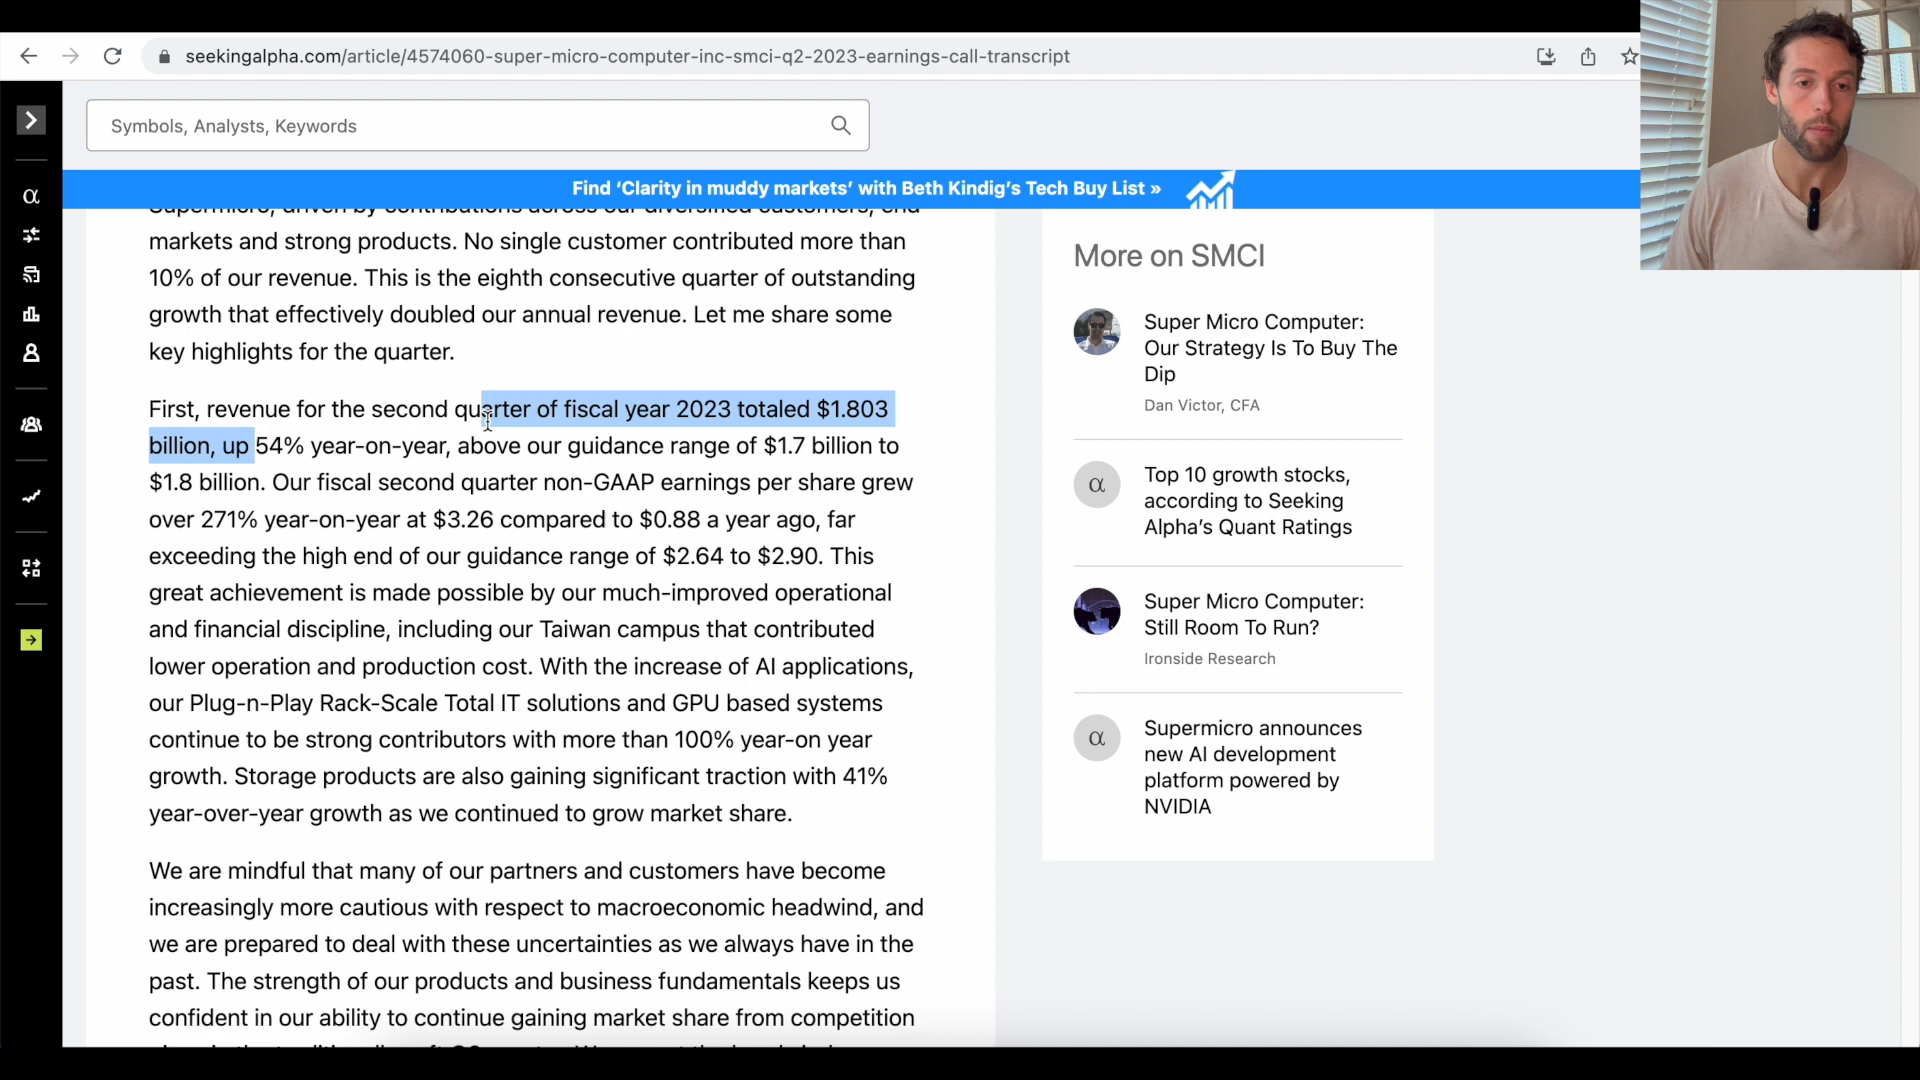 seekingalpha.com/article/4574060-super-micro-computer-inc-smci-q2-2023-earnings-call-transcript
Symbols, Analysts, Keywords
Find ‘Clarity in muddy markets’ with Beth Kindig’s Tech Buy List »
Supermicro, driven by contributions across our diversified customers, end
markets and strong products. No single customer contributed more than
10% of our revenue. This is the eighth consecutive quarter of outstanding
growth that effectively doubled our annual revenue. Let me share some
key highlights for the quarter.
First, revenue for the second quarter of fiscal year 2023 totaled $1.803
billion, up 54% year-on-year, above our guidance range of $1.7 billion to
$1.8 billion. Our fiscal second quarter non-GAAP earnings per share grew
over 271% year-on-year at $3.26 compared to $0.88 a year ago, far
exceeding the high end of our guidance range of $2.64 to $2.90. This
great achievement is made possible by our much-improved operational
and financial discipline, including our Taiwan campus that contributed
lower operation and production cost. With the increase of AI applications,
our Plug-n-Play Rack-Scale Total IT solutions and GPU based systems
continue to be strong contributors with more than 100% year-on year
growth. Storage products are also gaining significant traction with 41%
year-over-year growth as we continued to grow market share.
We are mindful that many of our partners and customers have become
increasingly more cautious with respect to macroeconomic headwind, and
we are prepared to deal with these uncertainties as we always have in the
past. The strength of our products and business fundamentals keeps us
confident in our ability to continue gaining market share from competition
More on SMCI
Super Micro Computer:
Our Strategy Is To Buy The
Dip
Dan Victor, CFA
α
Top 10 growth stocks,
according to Seeking
Alpha’s Quant Ratings
Super Micro Computer:
Still Room To Run?
Ironside Research
α
Supermicro announces
new AI development
platform powered by
NVIDIA